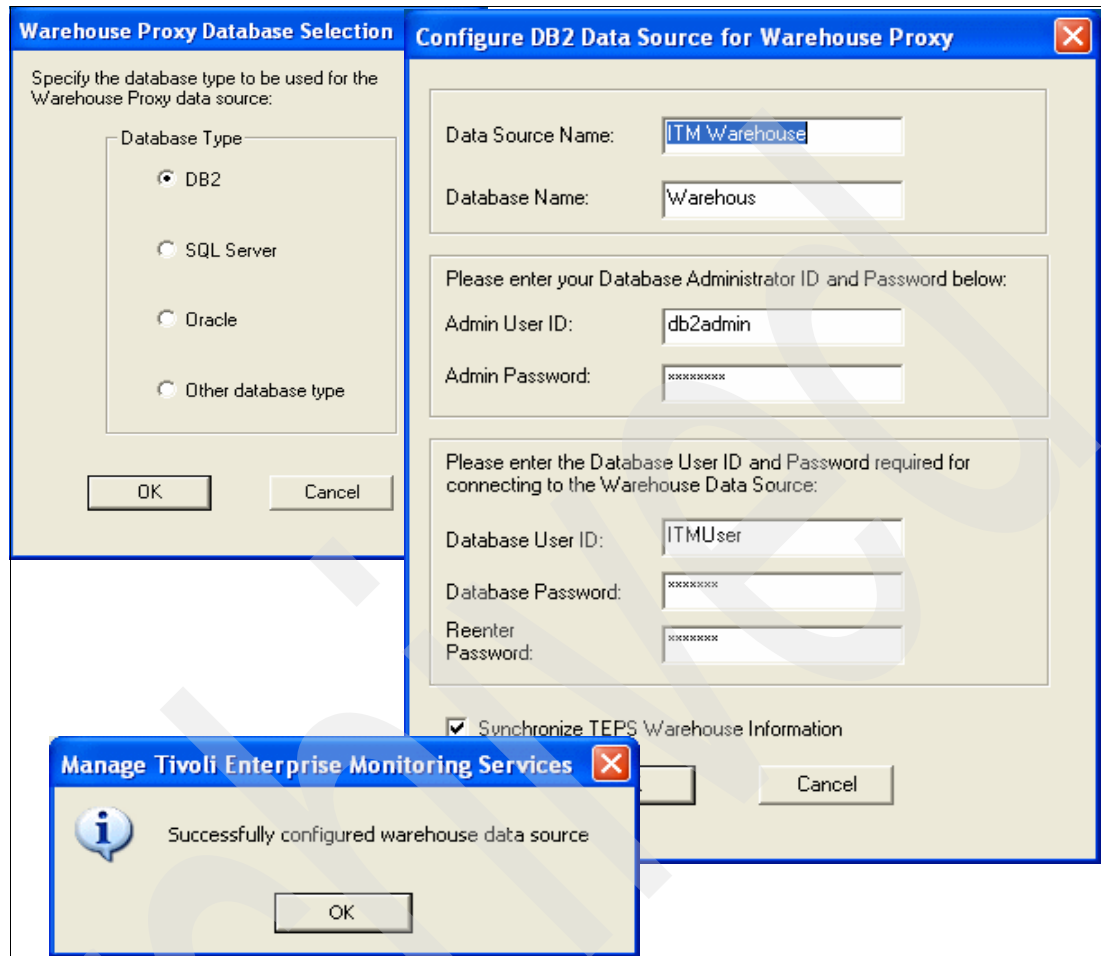 Warehouse Proxy Database Selection
Specify the database type to be used for the
Warehouse Proxy data source:
Database Type
DB2
SQL Server
Oracle
Other database type
OK
Cancel
Configure DB2 Data Source for Warehouse Proxy
Data Source Name:
ITM Warehouse
Database Name:
Warehous
Please enter your Database Administrator ID and Password below:
Admin User ID:
db2admin
Admin Password:
********
Please enter the Database User ID and Password required for
connecting to the Warehouse Data Source:
Database User ID:
ITMUser
Database Password:
*******
Reenter
Password:
*******
Synchronize TEPS Warehouse Information
Cancel
Manage Tivoli Enterprise Monitoring Services
Successfully configured warehouse data source
OK